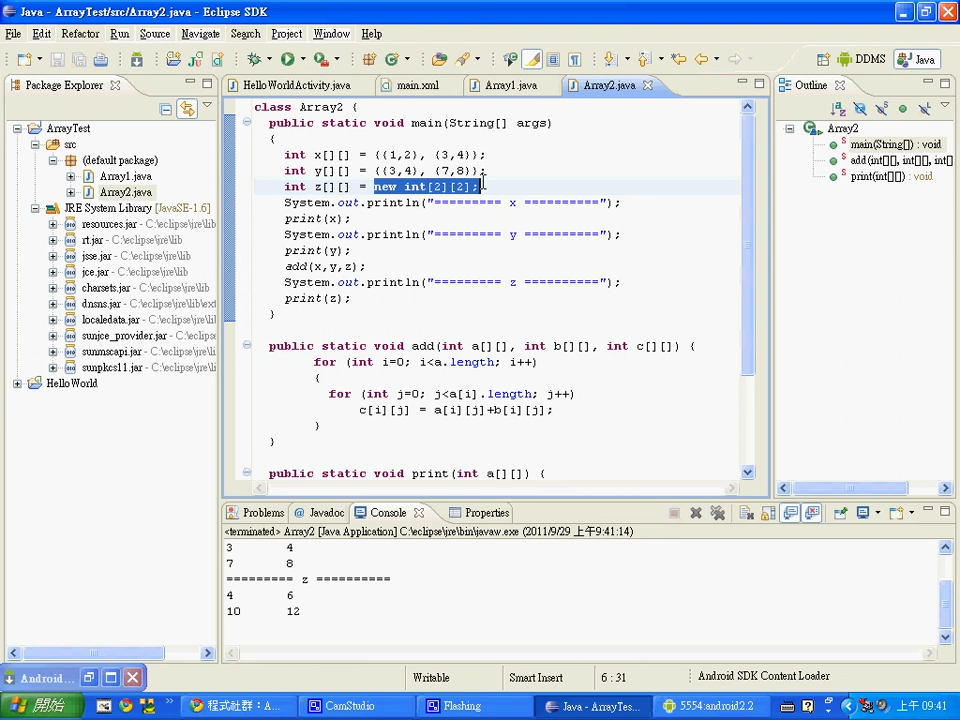 Java - ArrayTest/src/Array2.java - Eclipse SDK
File Edit Refactor Run Source Navigate Search Project Window Help
DDMS Java
Package Explorer
HelloWorldActivity.java main.xml Array1.java Array2.java
Outline
ArrayTest
src
(default package)
Array1.java
Array2.java
JRE System Library [JavaSE-1.6]
resources.jar - C:\eclipse\jre\lib
rt.jar - C:\eclipse\jre\lib
jsse.jar - C:\eclipse\jre\lib
jce.jar - C:\eclipse\jre\lib
charsets.jar - C:\eclipse\jre\lib
dnsns.jar - C:\eclipse\jre\lib\ext
localedata.jar - C:\eclipse\jre
sunjce_provider.jar - C:\ecl
sunmscapi.jar - C:\eclipse\jre
sunpkcs11.jar - C:\eclipse\jre
HelloWorld
class Array2 {
public static void main(String[] args)
{
int x[][] = {{1,2}, {3,4}};
int y[][] = {{3,4}, {7,8}};
int z[][] = new int[2][2];
System.out.println("========= x ==========");
print(x);
System.out.println("========= y ==========");
print(y);
add(x,y,z);
System.out.println("========= z ==========");
print(z);
}
public static void add(int a[][], int b[][], int c[][]) {
for (int i=0; i<a.length; i++)
{
for (int j=0; j<a[i].length; j++)
c[i][j] = a[i][j]+b[i][j];
}
}
public static void print(int a[][]) {
Array2
main(String[]) : void
add(int[][], int[][], in
print(int[][]) : void
Problems Javadoc Console Properties
<terminated> Array2 [Java Application] C:\eclipse\jre\bin\javaw.exe (2011/9/29 上午9:41:14)
3 4
7 8
========= z ==========
4 6
10 12
Android...
Writable Smart Insert 6 : 31 Android SDK Content Loader
開始 程式社群：A... CamStudio Flashing Java - ArrayTes... 5554:android2.2 上午 09:41